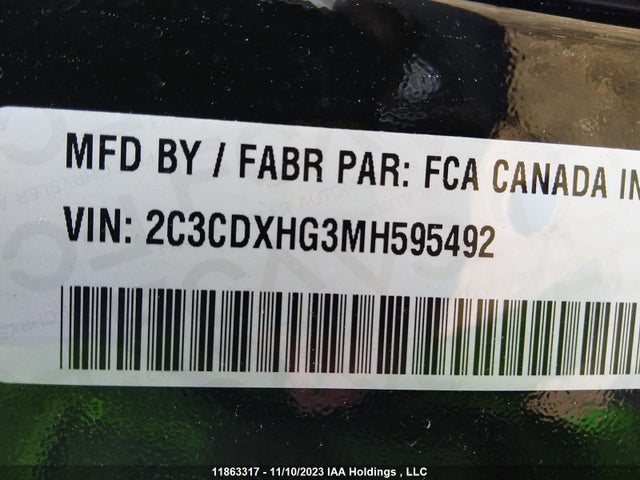 MFD BY / FABR PAR: FCA CANADA IN
VIN: 2C3CDXHG3MH595492
11863317 - 11/10/2023 IAA Holdings , LLC